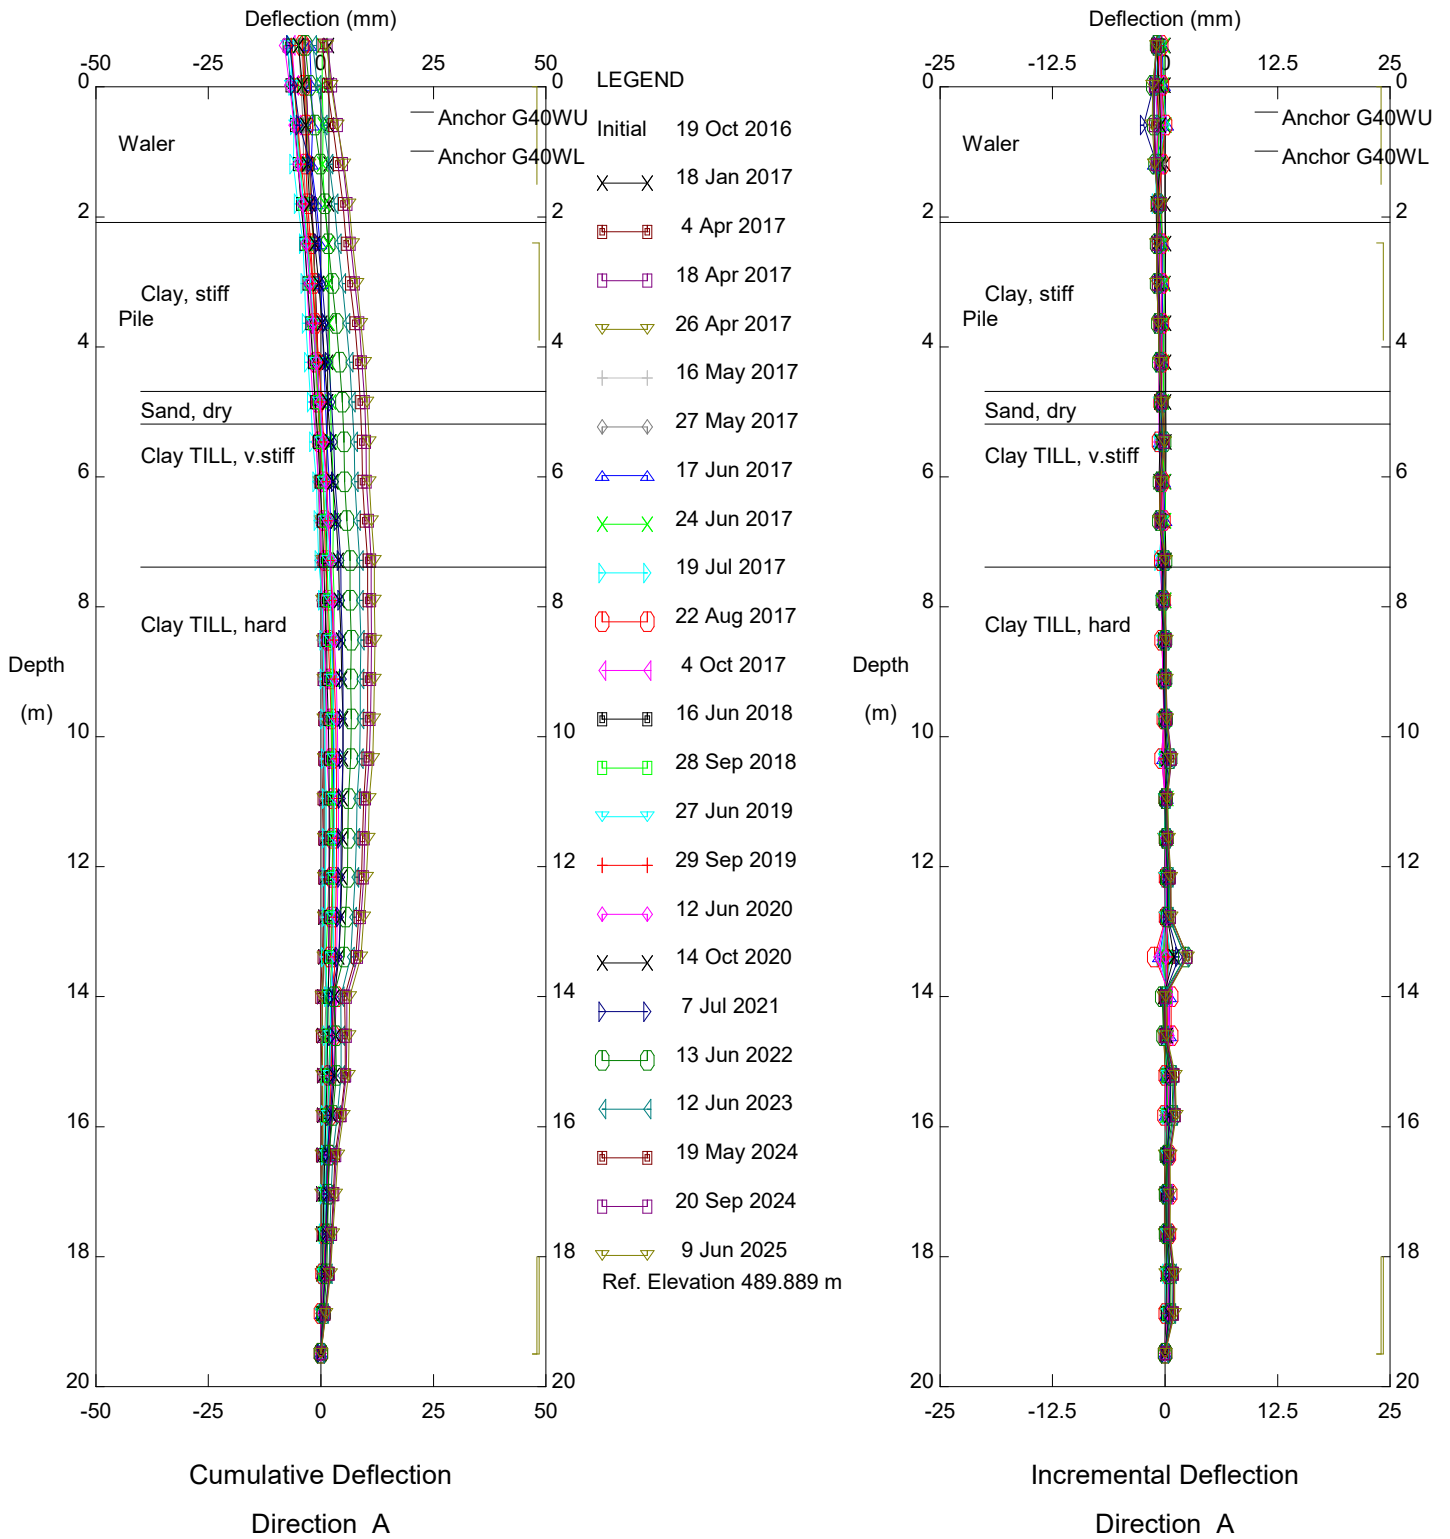 Deflection (mm)
-50 -25 0 25 50
0 0
LEGEND
Anchor G40WU
Initial 19 Oct 2016
Waler
Anchor G40WL
18 Jan 2017
2 2
4 Apr 2017
18 Apr 2017
Clay, stiff
Pile
26 Apr 2017
4 4
16 May 2017
Sand, dry
27 May 2017
Clay TILL, v.stiff
6 6
17 Jun 2017
24 Jun 2017
19 Jul 2017
8 8
22 Aug 2017
Clay TILL, hard
Depth
4 Oct 2017
(m)
16 Jun 2018
10 10
28 Sep 2018
27 Jun 2019
12 12
29 Sep 2019
12 Jun 2020
14 Oct 2020
14 14
7 Jul 2021
13 Jun 2022
16 16
12 Jun 2023
19 May 2024
20 Sep 2024
18 18
9 Jun 2025
Ref. Elevation 489.889 m
20 20
-50 -25 0 25 50
Cumulative Deflection
Direction A
Deflection (mm)
-25 -12.5 0 12.5 25
0 0
Anchor G40WU
Waler
Anchor G40WL
2 2
Clay, stiff
Pile
4 4
Sand, dry
Clay TILL, v.stiff
6 6
8 8
Clay TILL, hard
Depth
(m)
10 10
12 12
14 14
16 16
18 18
20 20
-25 -12.5 0 12.5 25
Incremental Deflection
Direction A